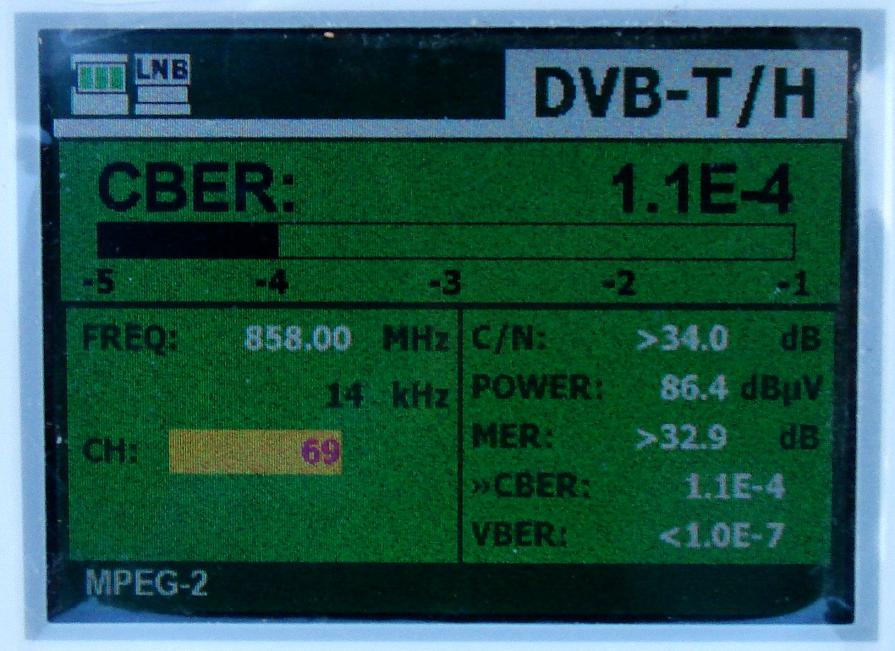 LNB
DVB-T/H
CBER: 1.1E-4
-5 -4 -3 -2 -1
FREQ: 858.00 MHz
14 kHz
CH: 69
C/N: >34.0 dB
POWER: 86.4 dBµV
MER: >32.9 dB
»CBER: 1.1E-4
VBER: <1.0E-7
MPEG-2